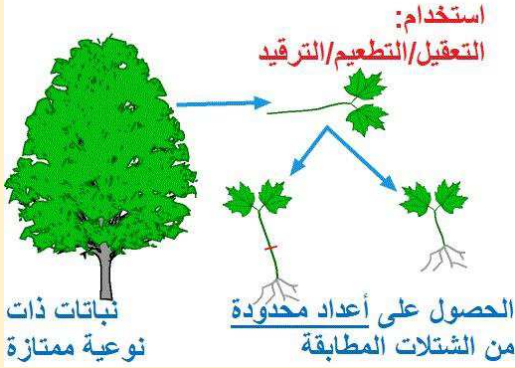 استخدام:
التعقيل/التطعيم/الترقيد
الحصول على أعداد محدودة
من الشتلات المطابقة
نباتات ذات
نوعية ممتازة